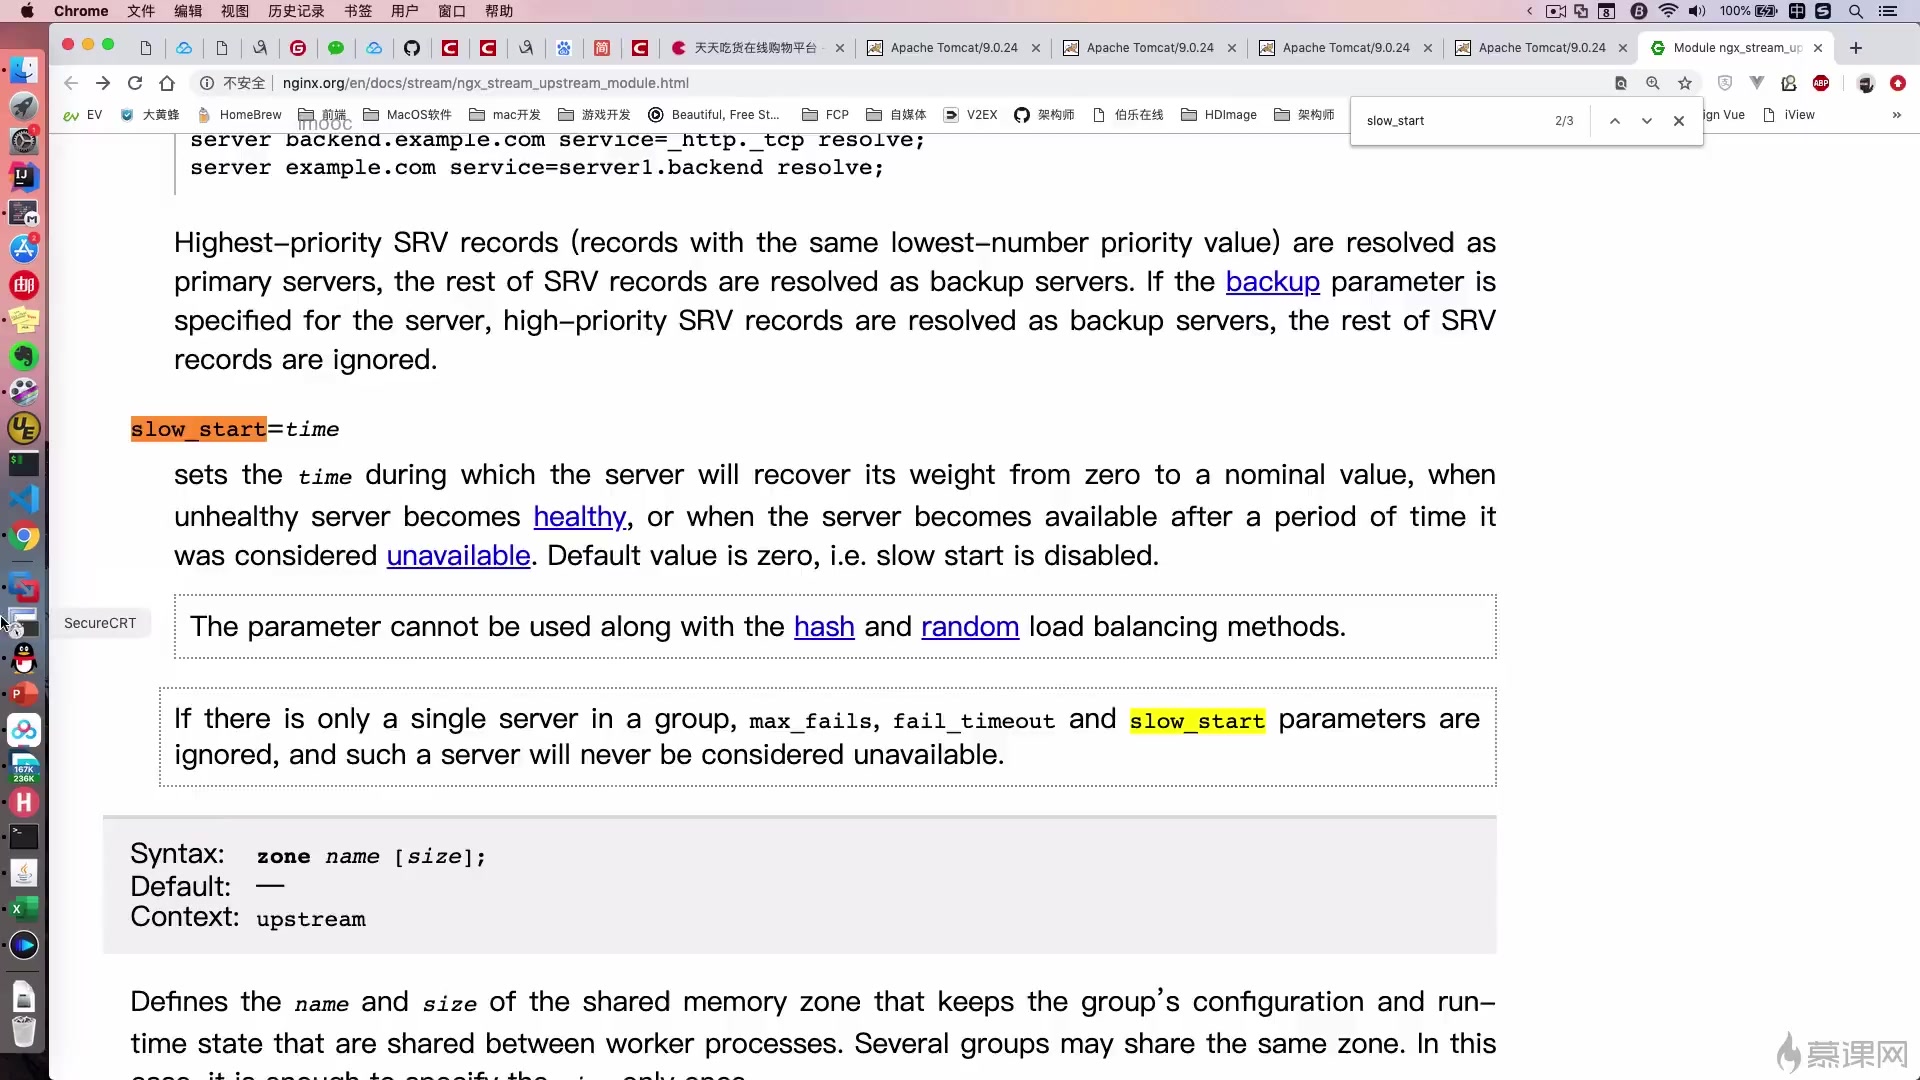 Chrome 文件 编辑 视图 历史记录 书签 用户 窗口 帮助 8 100%
天天吃货在线购物平台 Apache Tomcat/9.0.24 Apache Tomcat/9.0.24 Apache Tomcat/9.0.24 Apache Tomcat/9.0.24 Module ngx_stream_up
不安全 nginx.org/en/docs/stream/ngx_stream_upstream_module.html ABP
EV 大黄蜂 HomeBrew 前端 MacOS软件 mac开发 游戏开发 Beautiful, Free St... FCP 自媒体 V2EX 架构师 伯乐在线 HDImage 架构师 ign Vue iView »
imooc
slow_start 2/3
server backend.example.com service=_http._tcp resolve;
server example.com service=server1.backend resolve;
Highest-priority SRV records (records with the same lowest-number priority value) are resolved as
primary servers, the rest of SRV records are resolved as backup servers. If the backup parameter is
specified for the server, high-priority SRV records are resolved as backup servers, the rest of SRV
records are ignored.
slow_start=time
sets the time during which the server will recover its weight from zero to a nominal value, when
unhealthy server becomes healthy, or when the server becomes available after a period of time it
was considered unavailable. Default value is zero, i.e. slow start is disabled.
SecureCRT
The parameter cannot be used along with the hash and random load balancing methods.
If there is only a single server in a group, max_fails, fail_timeout and slow_start parameters are
ignored, and such a server will never be considered unavailable.
Syntax: zone name [size];
Default: —
Context: upstream
Defines the name and size of the shared memory zone that keeps the group's configuration and run-
time state that are shared between worker processes. Several groups may share the same zone. In this
case, it is enough to specify the size only once.
慕课网